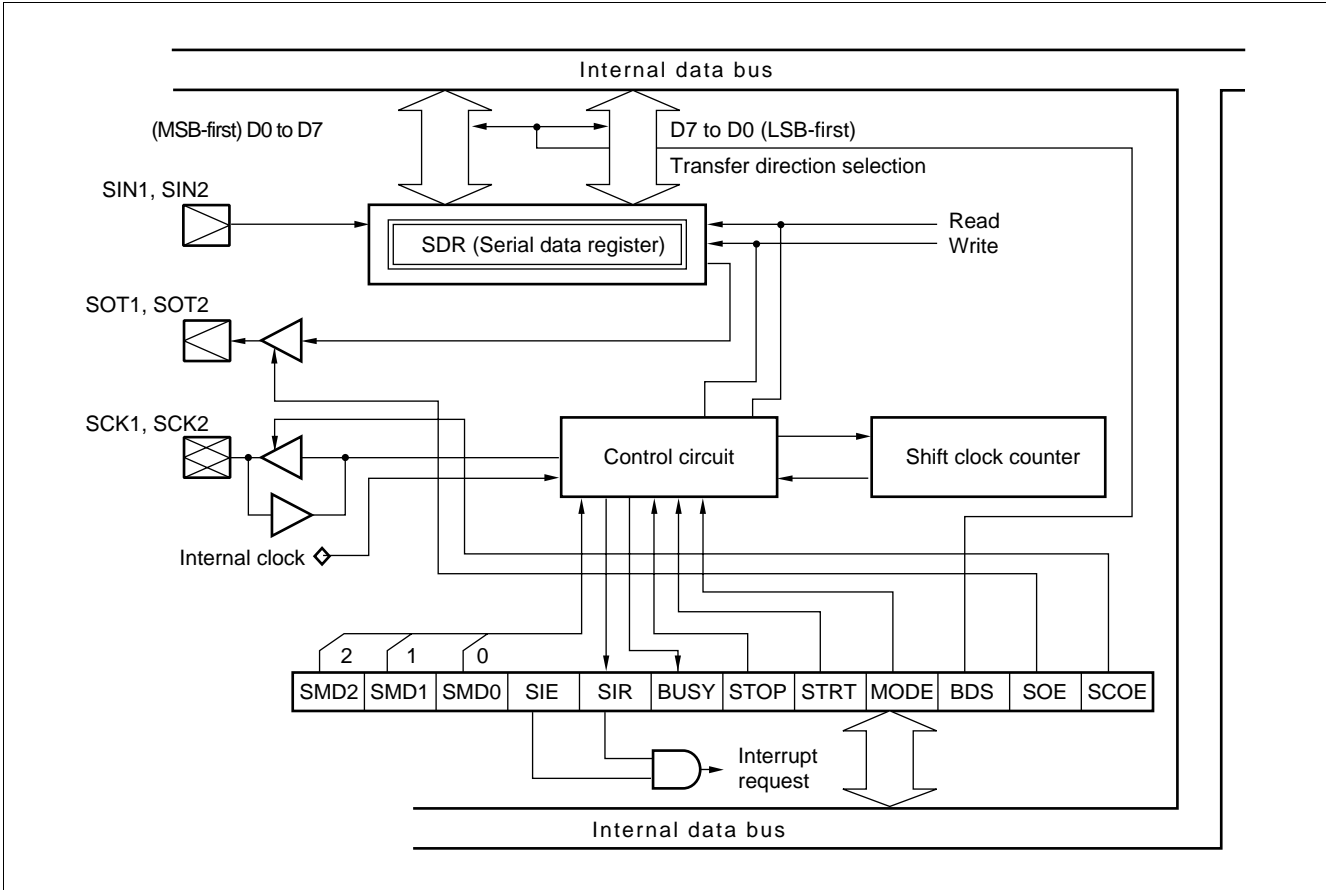 Internal data bus
(MSB-first) D0 to D7
D7 to D0 (LSB-first)
Transfer direction selection
SIN1, SIN2
Read
SDR (Serial data register)
Write
SOT1, SOT2
SCK1, SCK2
Control circuit
Shift clock counter
Internal clock
2
1
0
SMD2 SMD1 SMD0 SIE SIR BUSY STOP STRT MODE BDS SOE SCOE
Interrupt
request
Internal data bus